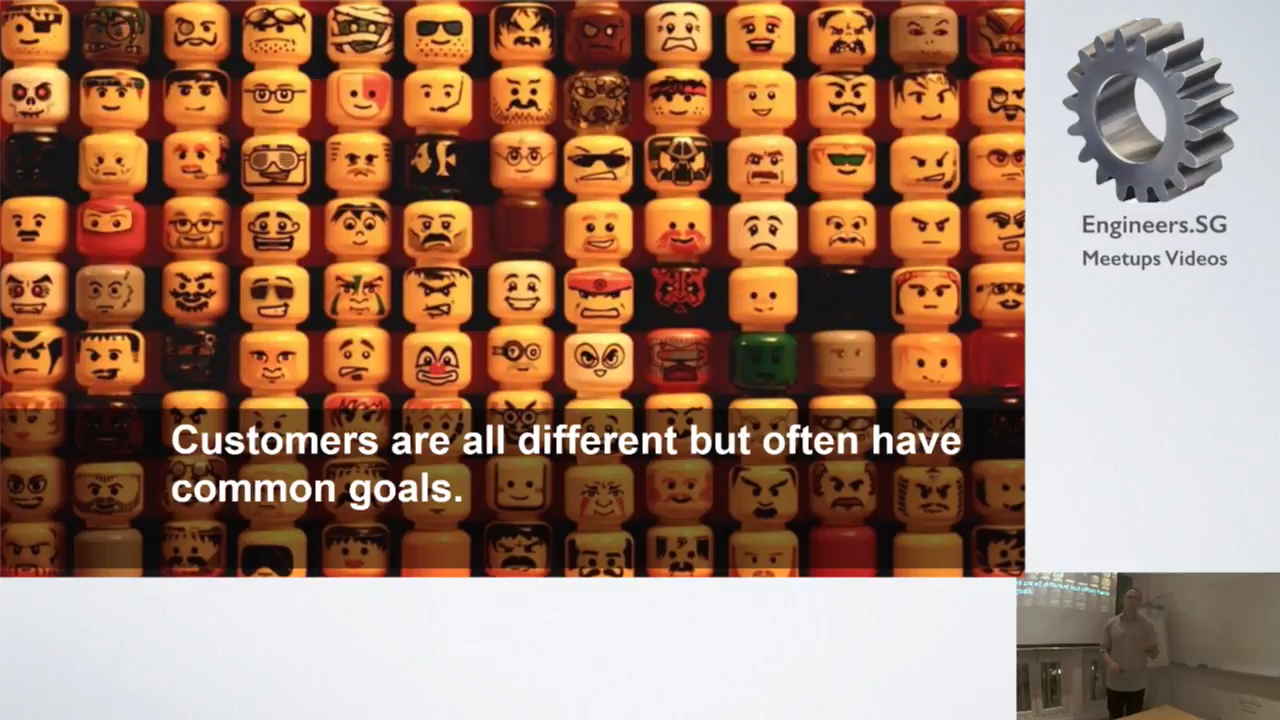 Customers are all different but often have
common goals.
Engineers.SG
Meetups Videos